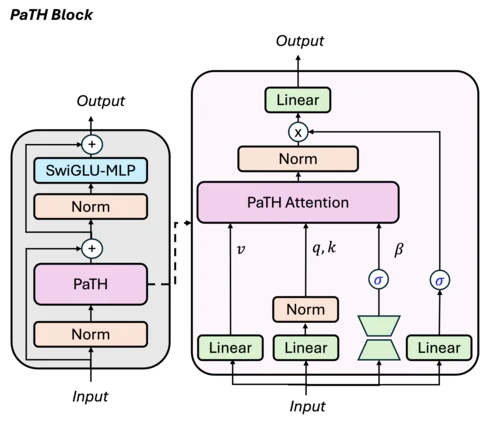 PaTH Block
Output
+
SwiGLU-MLP
Norm
+
PaTH
Norm
Input
Output
Linear
x
Norm
PaTH Attention
v
q, k
β
σ
σ
Norm
Linear
Linear
Linear
Input